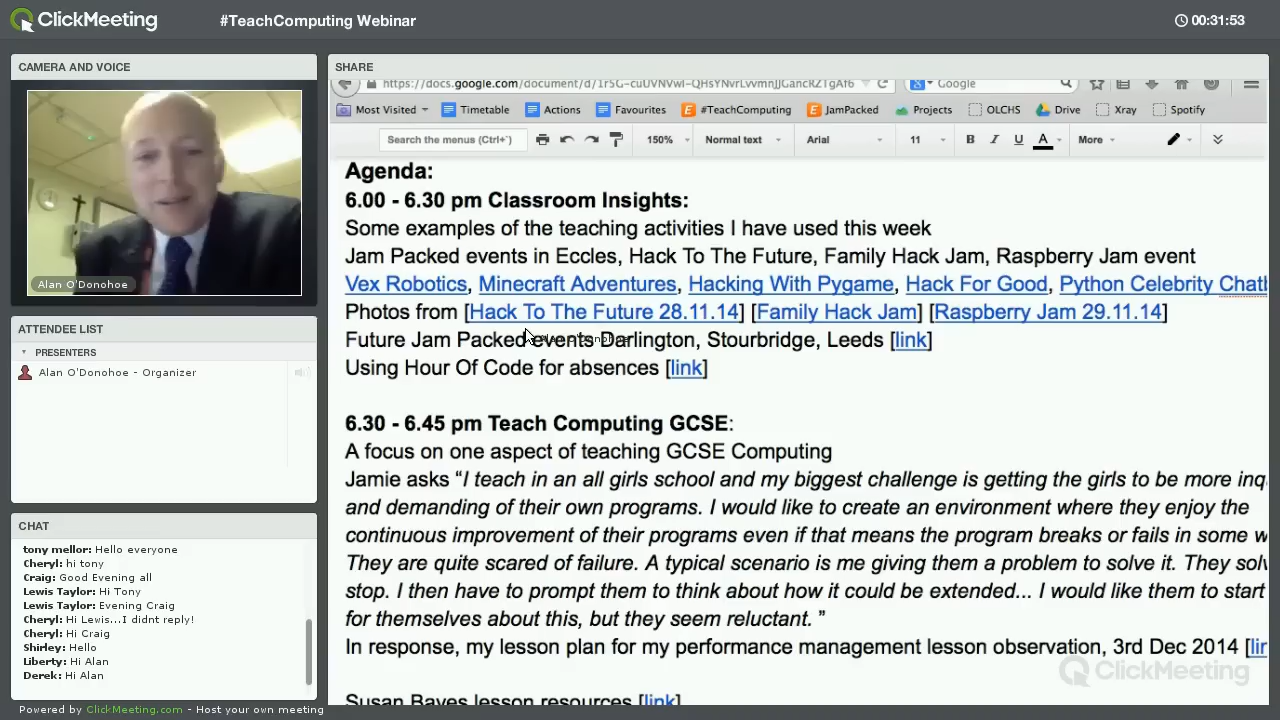 ClickMeeting
#TeachComputing Webinar
00:31:53
CAMERA AND VOICE
Alan O'Donohoe
ATTENDEE LIST
PRESENTERS
Alan O'Donohoe - Organizer
CHAT
tony mellor: Hello everyone
Cheryl: hi tony
Craig: Good Evening all
Lewis Taylor: Hi Tony
Lewis Taylor: Evening Craig
Cheryl: Hi Lewis...I didnt reply!
Cheryl: Hi Craig
Shirley: Hello
Liberty: Hi Alan
Derek: Hi Alan
Powered by ClickMeeting.com - Host your own meeting
SHARE
Google
Most Visited Timetable Actions Favourites #TeachComputing JamPacked Projects OLCHS Drive Xray Spotify
Search the menus (Ctrl+`) 150% Normal text Arial 11 B I U A More
Agenda:
6.00 - 6.30 pm Classroom Insights:
Some examples of the teaching activities I have used this week
Jam Packed events in Eccles, Hack To The Future, Family Hack Jam, Raspberry Jam event
Vex Robotics, Minecraft Adventures, Hacking With Pygame, Hack For Good, Python Celebrity Chatb
Photos from [Hack To The Future 28.11.14] [Family Hack Jam] [Raspberry Jam 29.11.14]
Future Jam Packed events Darlington, Stourbridge, Leeds [link]
Alan O'Donohoe
Using Hour Of Code for absences [link]
6.30 - 6.45 pm Teach Computing GCSE:
A focus on one aspect of teaching GCSE Computing
Jamie asks “I teach in an all girls school and my biggest challenge is getting the girls to be more inq
and demanding of their own programs. I would like to create an environment where they enjoy the
continuous improvement of their programs even if that means the program breaks or fails in some w
They are quite scared of failure. A typical scenario is me giving them a problem to solve it. They solv
stop. I then have to prompt them to think about how it could be extended... I would like them to start
for themselves about this, but they seem reluctant. ”
In response, my lesson plan for my performance management lesson observation, 3rd Dec 2014 [lin
ClickMeeting
Susan Bayes lesson resources [link]